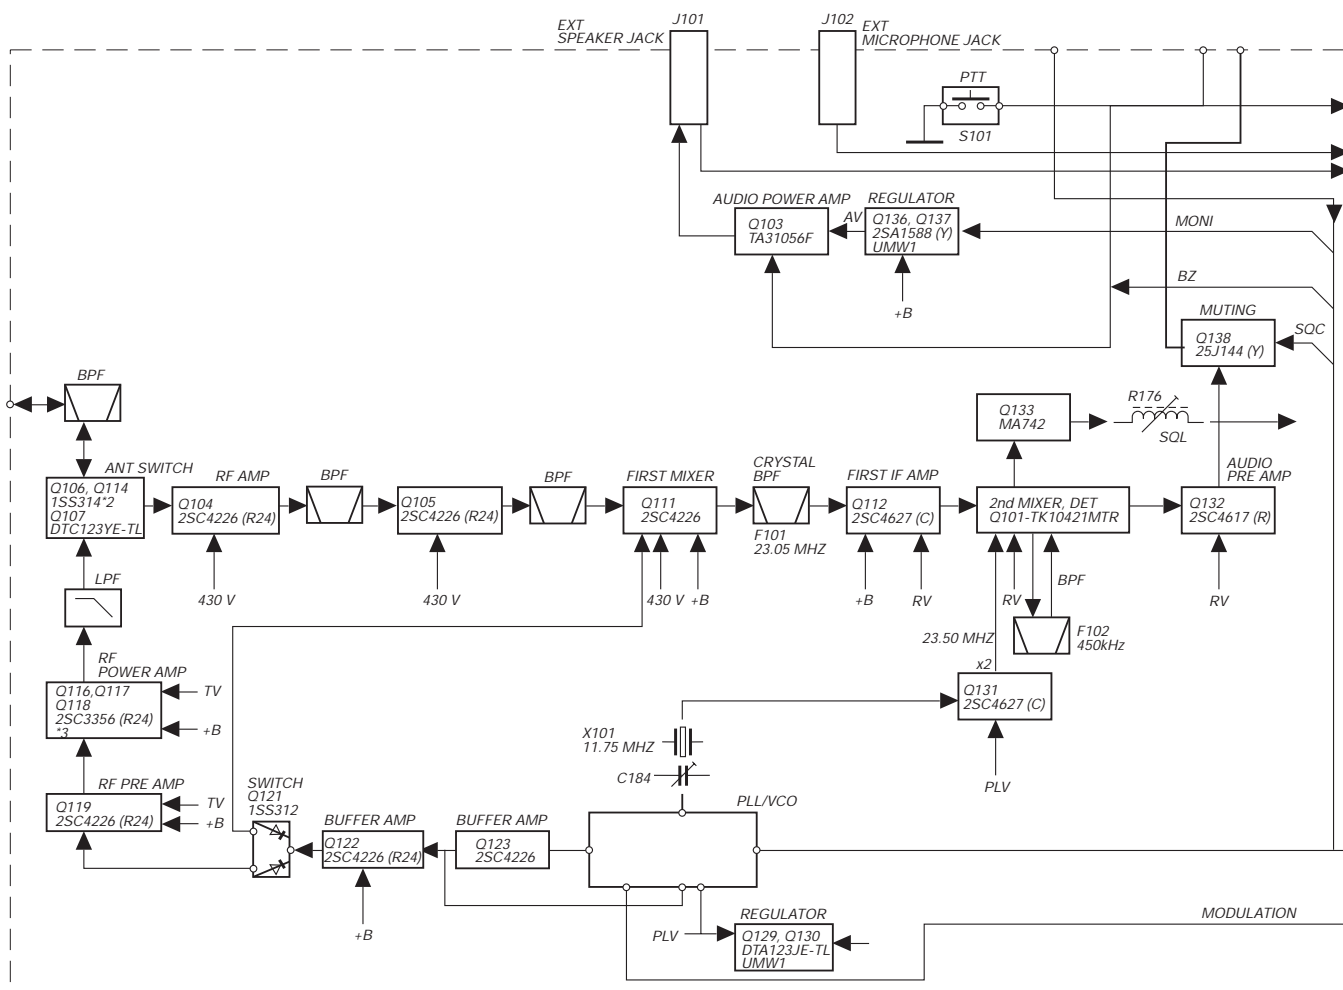 J101
J102
EXT
SPEAKER JACK
EXT
MICROPHONE JACK
PTT
S101
AUDIO POWER AMP
REGULATOR
Q103
TA31056F
AV
Q136, Q137
2SA1588 (Y)
UMW1
MONI
+B
BZ
MUTING
Q138
25J144 (Y)
SQC
BPF
Q133
MA742
R176
SQL
ANT SWITCH
Q106, Q114
1SS314*2
Q107
DTC123YE-TL
RF AMP
Q104
2SC4226 (R24)
BPF
Q105
2SC4226 (R24)
BPF
FIRST MIXER
Q111
2SC4226
CRYSTAL
BPF
F101
23.05 MHZ
FIRST IF AMP
Q112
2SC4627 (C)
2nd MIXER, DET
Q101-TK10421MTR
AUDIO
PRE AMP
Q132
2SC4617 (R)
430 V
430 V
430 V
+B
+B
RV
RV
BPF
RV
LPF
F102
450kHz
23.50 MHZ
x2
RF
POWER AMP
Q116,Q117
Q118
2SC3356 (R24)
*3
TV
+B
Q131
2SC4627 (C)
PLV
X101
11.75 MHZ
C184
RF PRE AMP
Q119
2SC4226 (R24)
TV
+B
SWITCH
Q121
1SS312
BUFFER AMP
Q122
2SC4226 (R24)
BUFFER AMP
Q123
2SC4226
PLL/VCO
+B
PLV
REGULATOR
Q129, Q130
DTA123JE-TL
UMW1
MODULATION